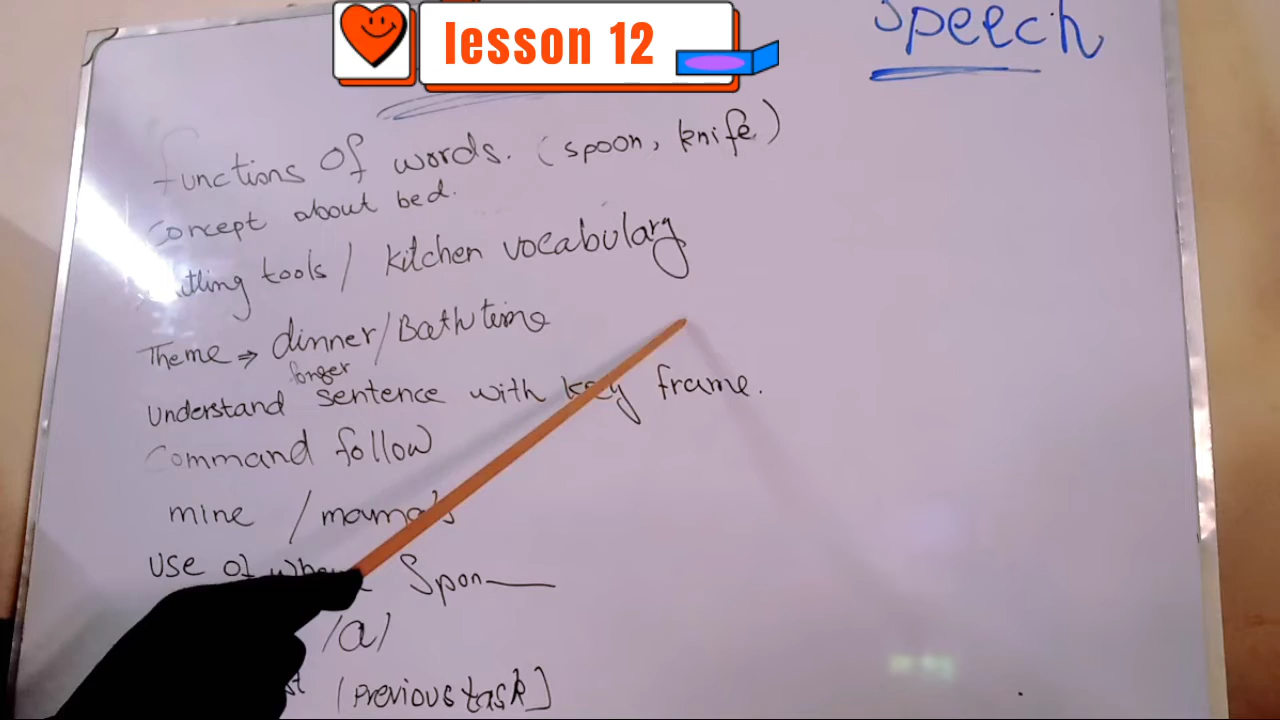 lesson 12
Speech
functions of words. (spoon, knife)
concept about bed.
tools / kitchen vocabulary
Theme ⇒ dinner/Bath time
longer
understand sentence with key frame.
Command follow
mine / mama's
use of Spon__
/a/
(previous task]